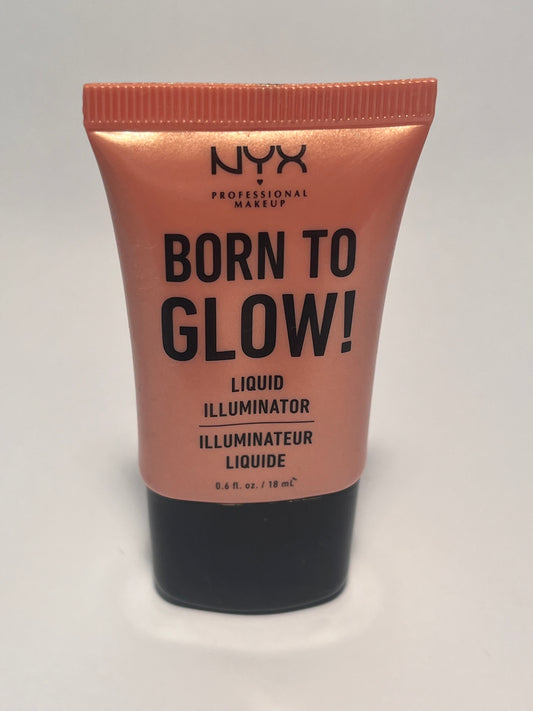 NYX
PROFESSIONAL
MAKEUP
BORN TO
GLOW!
LIQUID
ILLUMINATOR
ILLUMINATEUR
LIQUIDE
0.6 fl. oz. / 18 mL